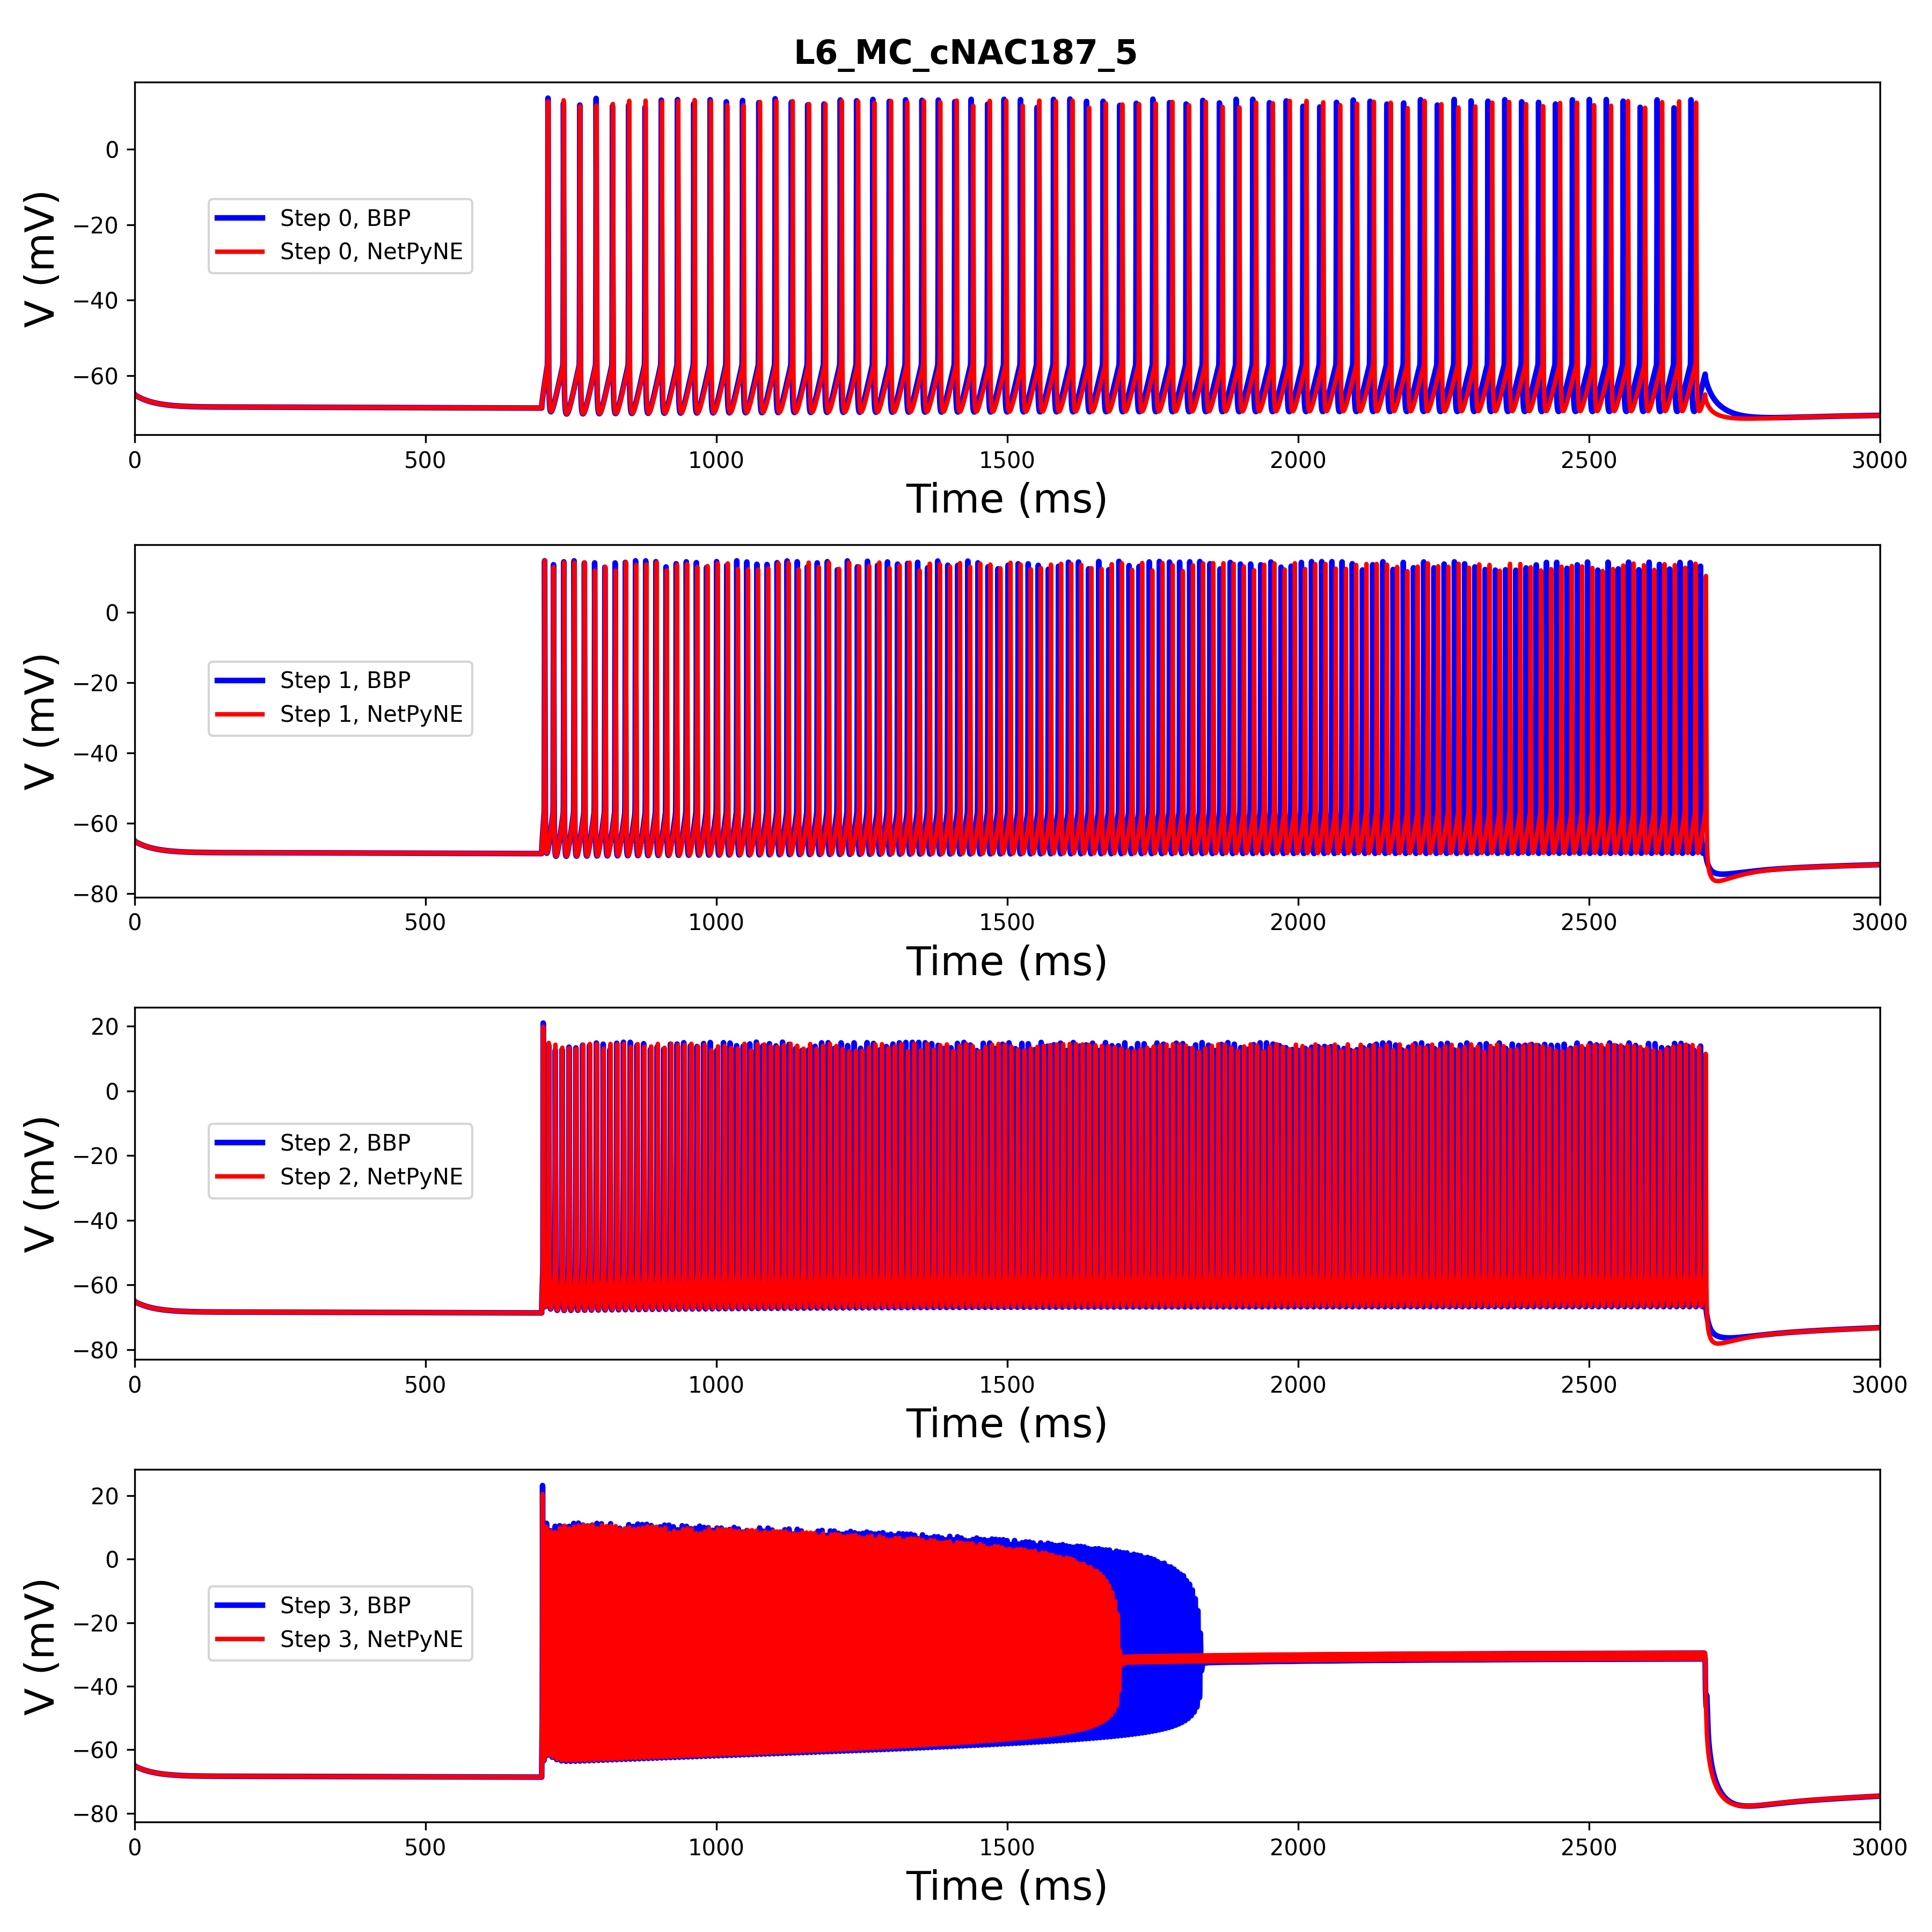 L6_MC_cNAC187_5
0
−20
−40
−60
V (mV)
Step 0, BBP
Step 0, NetPyNE
0 500 1000 1500 2000 2500 3000
Time (ms)
0
−20
−40
−60
−80
V (mV)
Step 1, BBP
Step 1, NetPyNE
0 500 1000 1500 2000 2500 3000
Time (ms)
20
0
−20
−40
−60
−80
V (mV)
Step 2, BBP
Step 2, NetPyNE
0 500 1000 1500 2000 2500 3000
Time (ms)
20
0
−20
−40
−60
−80
V (mV)
Step 3, BBP
Step 3, NetPyNE
0 500 1000 1500 2000 2500 3000
Time (ms)